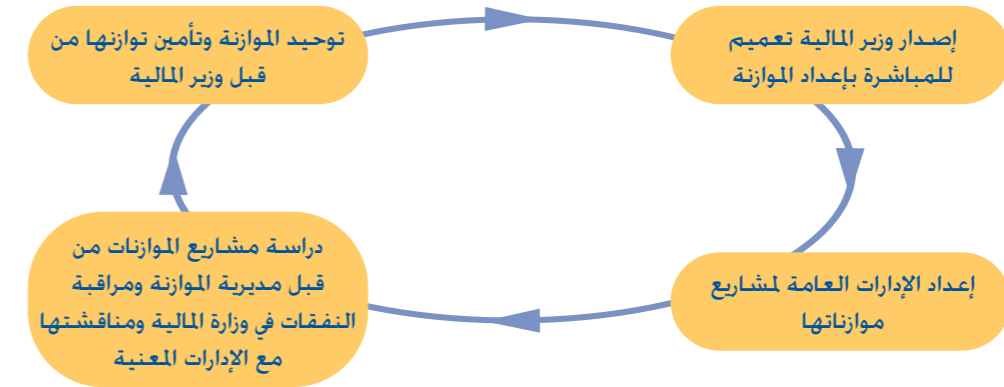 إصدار وزير المالية تعميم
للمباشرة بإعداد الموازنة
إعداد الإدارات العامة لمشاريع
موازناتها
دراسة مشاريع الموازنات من
قبل مديرية الموازنة ومراقبة
النفقات في وزارة المالية ومناقشتها
مع الإدارات المعنية
توحيد الموازنة وتأمين توازنها من
قبل وزير المالية